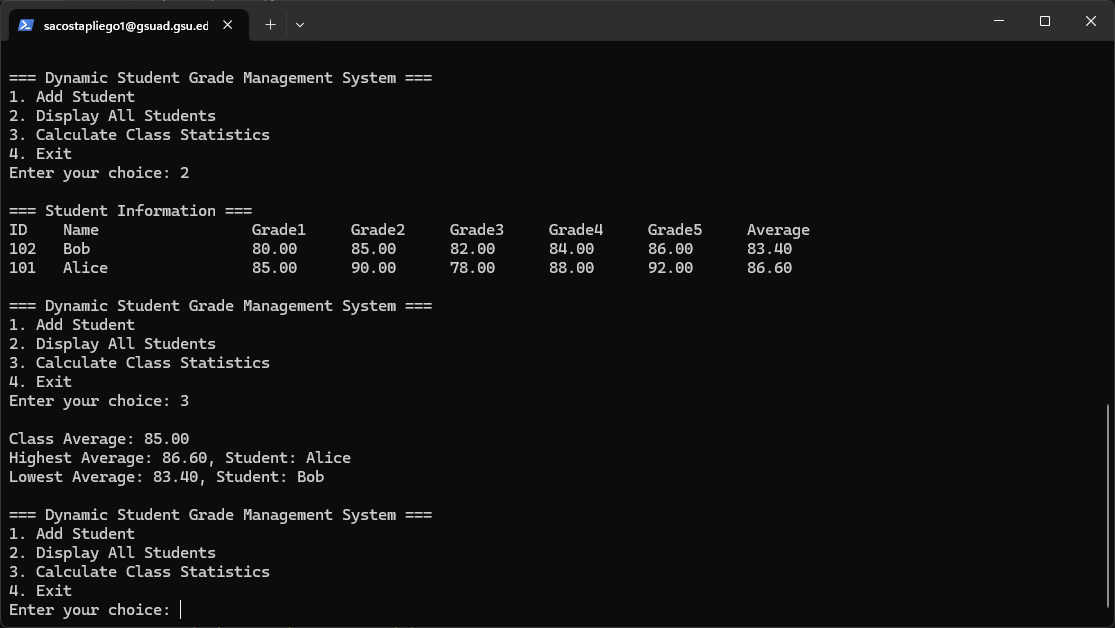 sacostapliego1@gsuad.gsu.ed
=== Dynamic Student Grade Management System ===
1. Add Student
2. Display All Students
3. Calculate Class Statistics
4. Exit
Enter your choice: 2
=== Student Information ===
ID    Name                 Grade1     Grade2     Grade3     Grade4     Grade5     Average
102   Bob                  80.00      85.00      82.00      84.00      86.00      83.40
101   Alice                85.00      90.00      78.00      88.00      92.00      86.60
=== Dynamic Student Grade Management System ===
1. Add Student
2. Display All Students
3. Calculate Class Statistics
4. Exit
Enter your choice: 3
Class Average: 85.00
Highest Average: 86.60, Student: Alice
Lowest Average: 83.40, Student: Bob
=== Dynamic Student Grade Management System ===
1. Add Student
2. Display All Students
3. Calculate Class Statistics
4. Exit
Enter your choice: